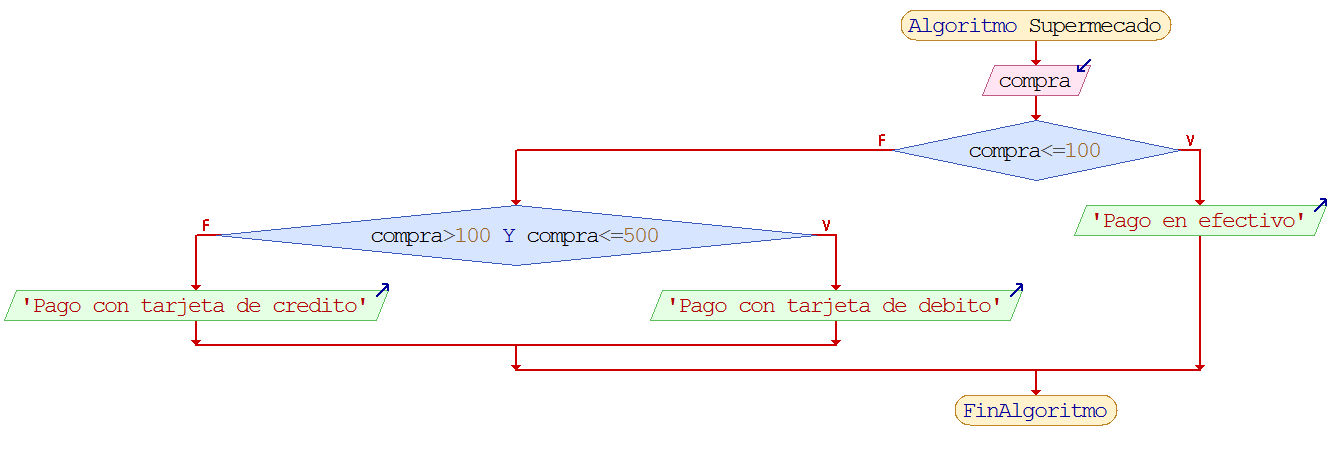 Algoritmo Supermecado
compra
F
V
compra<=100
F
V
'Pago en efectivo'
compra>100 Y compra<=500
'Pago con tarjeta de credito'
'Pago con tarjeta de debito'
FinAlgoritmo